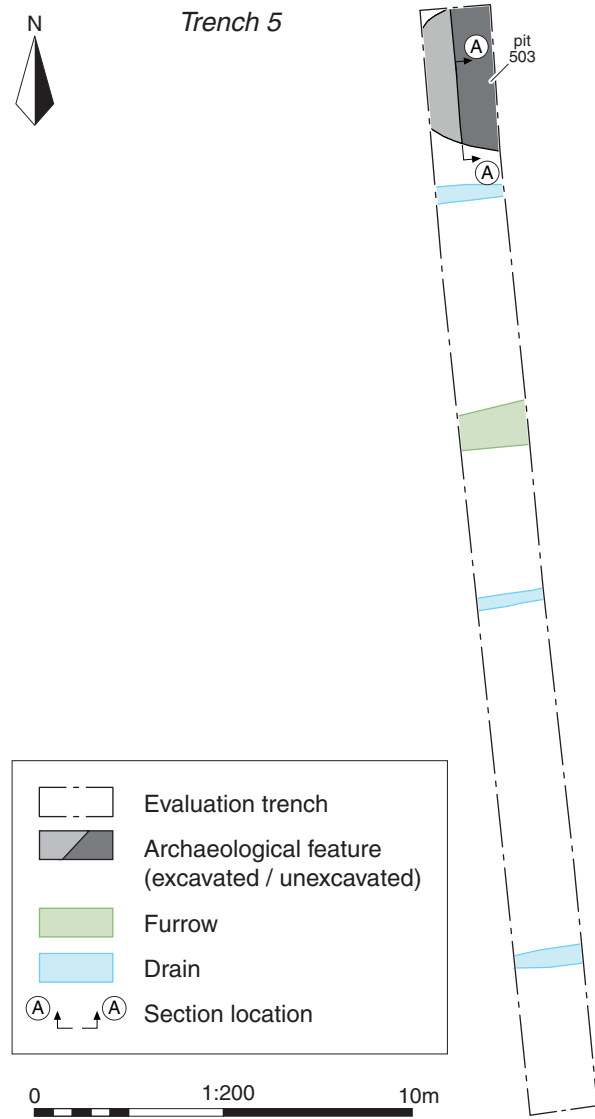 N
Trench 5
A
pit
503
A
Evaluation trench
Archaeological feature
(excavated / unexcavated)
Furrow
Drain
A A Section location
0 1:200 10m